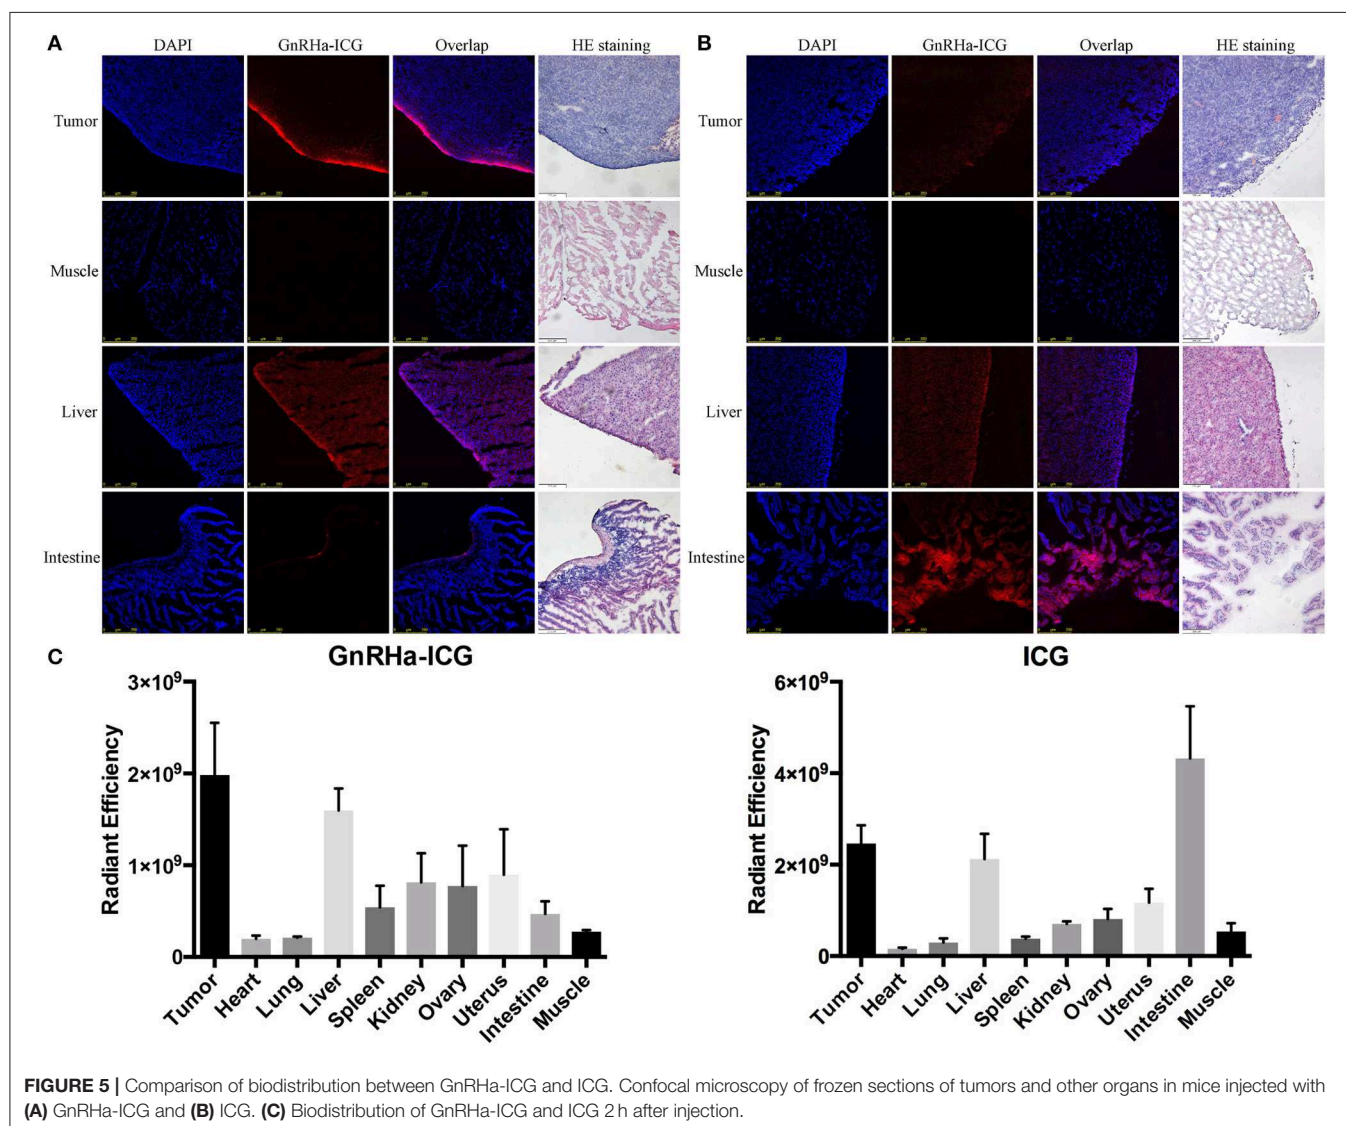 A
DAPI GnRHa-ICG Overlap HE staining
Tumor
Muscle
Liver
Intestine
B
DAPI GnRHa-ICG Overlap HE staining
Tumor
Muscle
Liver
Intestine
C
GnRHa-ICG
Radiant Efficiency
3×10⁹
2×10⁹
1×10⁹
0
Tumor
Heart
Lung
Liver
Spleen
Kidney
Ovary
Uterus
Intestine
Muscle
ICG
Radiant Efficiency
6×10⁹
4×10⁹
2×10⁹
0
Tumor
Heart
Lung
Liver
Spleen
Kidney
Ovary
Uterus
Intestine
Muscle
FIGURE 5 | Comparison of biodistribution between GnRHa-ICG and ICG. Confocal microscopy of frozen sections of tumors and other organs in mice injected with
(A) GnRHa-ICG and (B) ICG. (C) Biodistribution of GnRHa-ICG and ICG 2 h after injection.